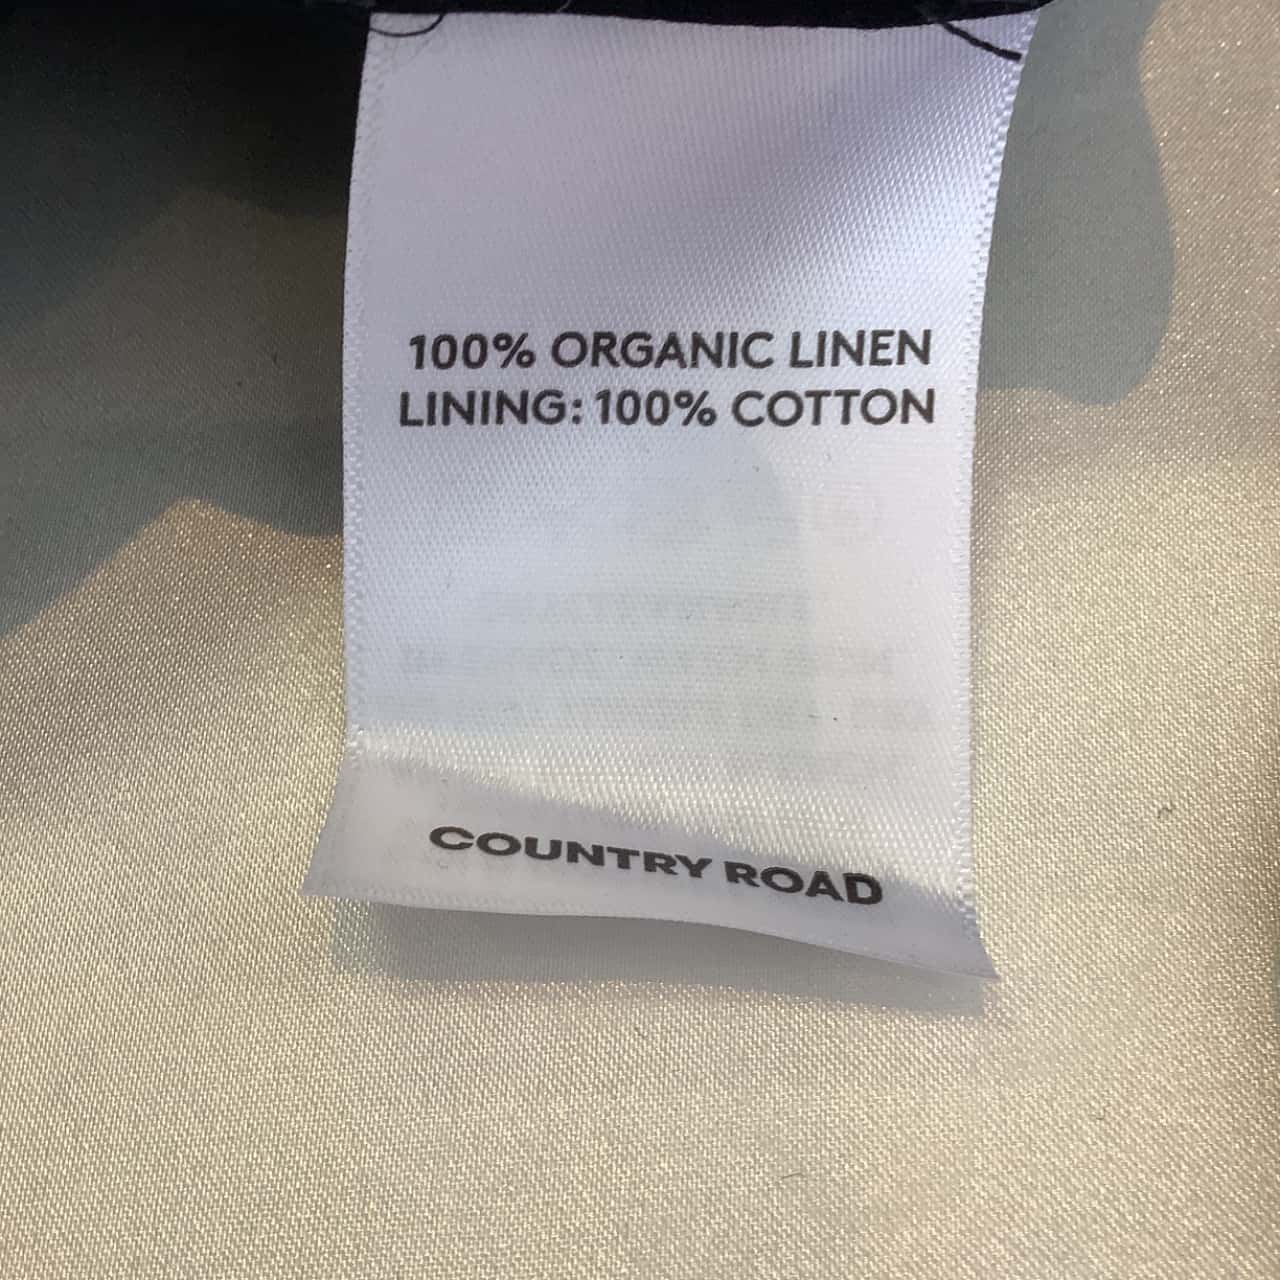 100% ORGANIC LINEN
LINING: 100% COTTON
COUNTRY ROAD